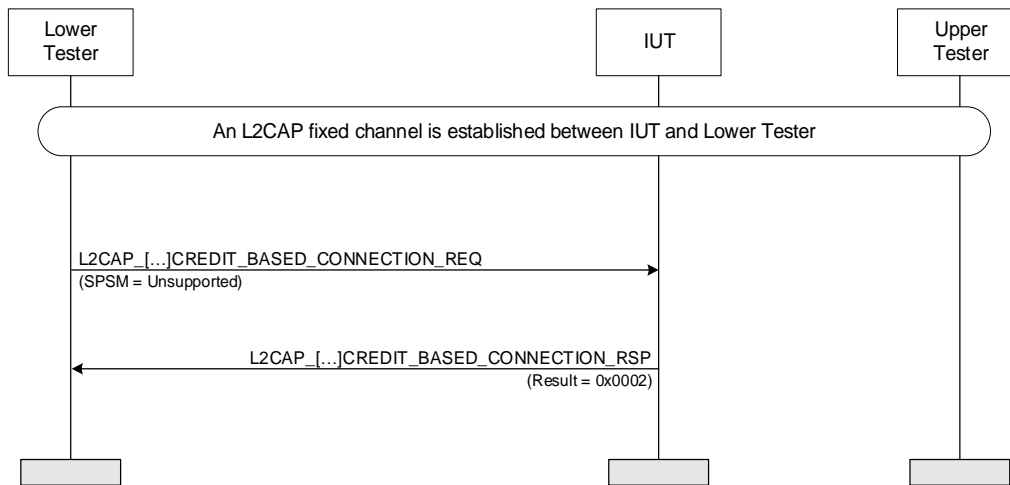 Lower
Tester
IUT
Upper
Tester
An L2CAP fixed channel is established between IUT and Lower Tester
L2CAP_[…]CREDIT_BASED_CONNECTION_REQ
(SPSM = Unsupported)
L2CAP_[…]CREDIT_BASED_CONNECTION_RSP
(Result = 0x0002)